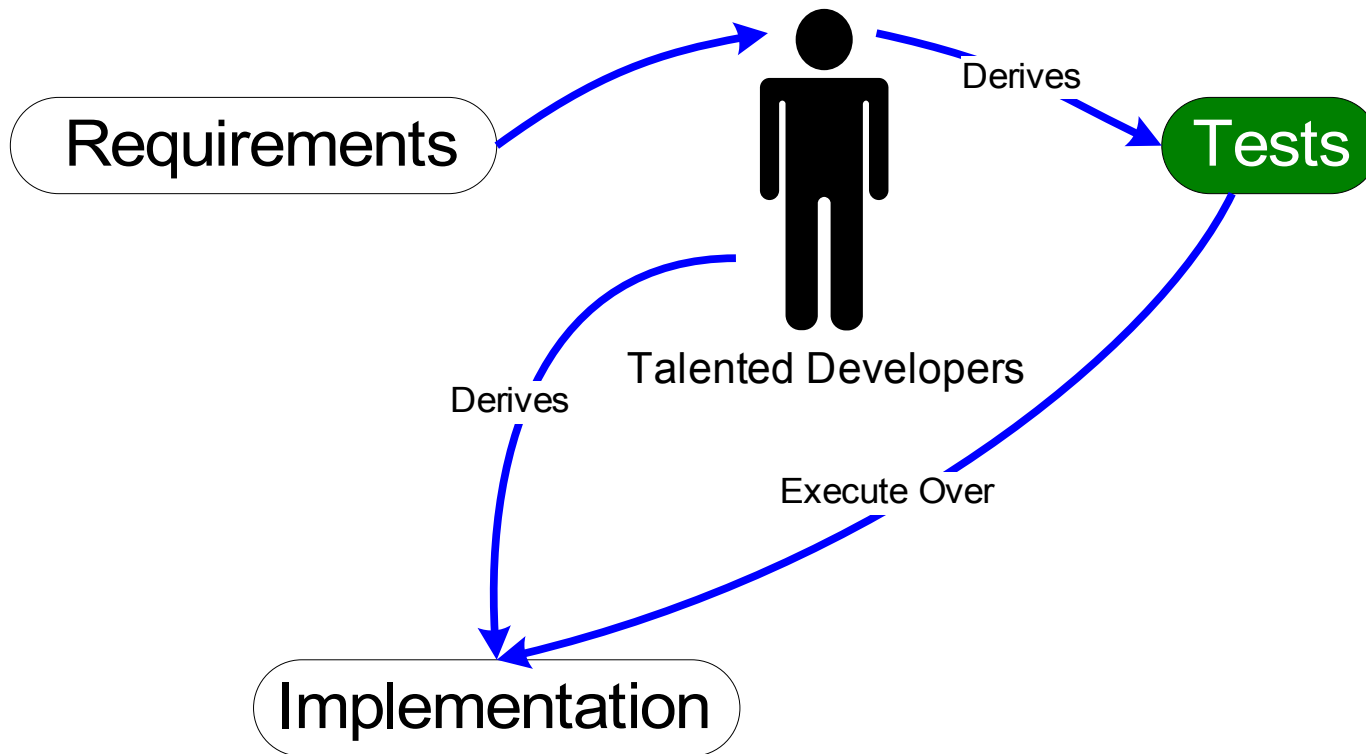 Derives
Requirements
Tests
Talented Developers
Derives
Execute Over
Implementation